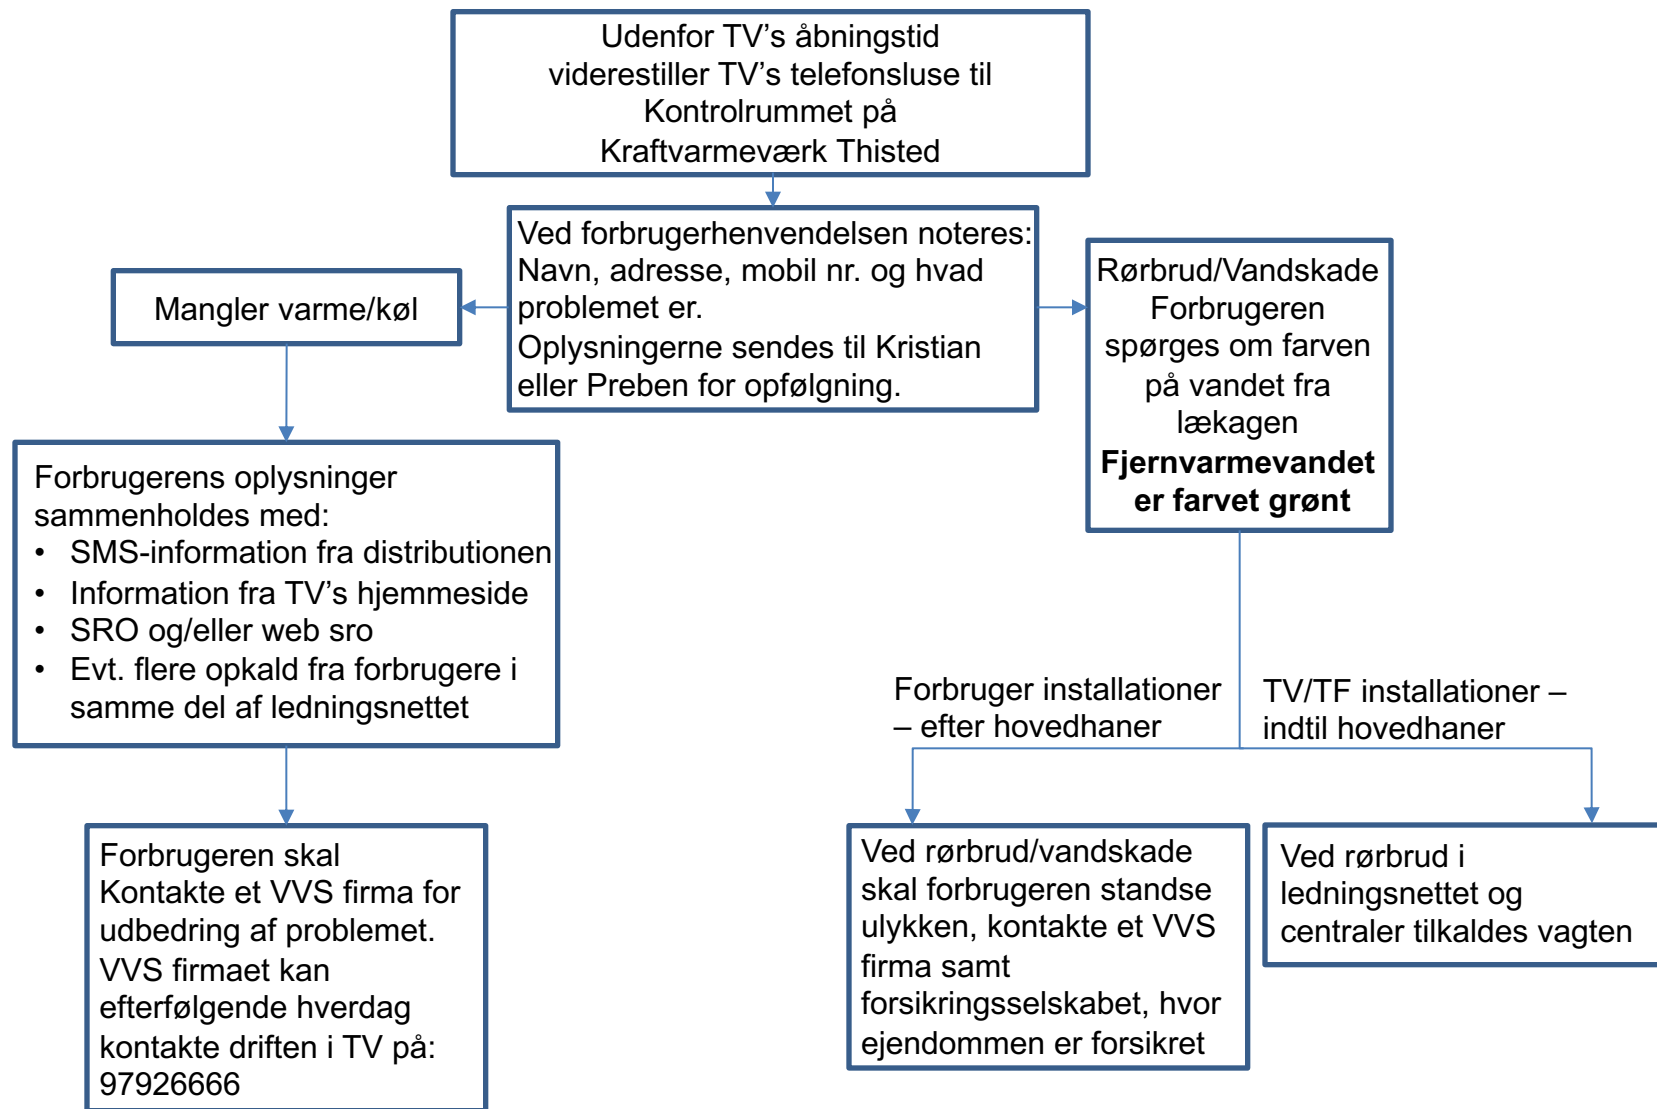 Udenfor TV’s åbningstid
viderestiller TV’s telefonsluse til
Kontrolrummet på
Kraftvarmeværk Thisted
Ved forbrugerhenvendelsen noteres:
Navn, adresse, mobil nr. og hvad
problemet er.
Oplysningerne sendes til Kristian
eller Preben for opfølgning.
Mangler varme/køl
Rørbrud/Vandskade
Forbrugeren
spørges om farven
på vandet fra
lækagen
Fjernvarmevandet
er farvet grønt
Forbrugerens oplysninger
sammenholdes med:
• SMS-information fra distributionen
• Information fra TV’s hjemmeside
• SRO og/eller web sro
• Evt. flere opkald fra forbrugere i
samme del af ledningsnettet
Forbruger installationer
– efter hovedhaner
TV/TF installationer –
indtil hovedhaner
Forbrugeren skal
Kontakte et VVS firma for
udbedring af problemet.
VVS firmaet kan
efterfølgende hverdag
kontakte driften i TV på:
97926666
Ved rørbrud/vandskade
skal forbrugeren standse
ulykken, kontakte et VVS
firma samt
forsikringsselskabet, hvor
ejendommen er forsikret
Ved rørbrud i
ledningsnettet og
centraler tilkaldes vagten